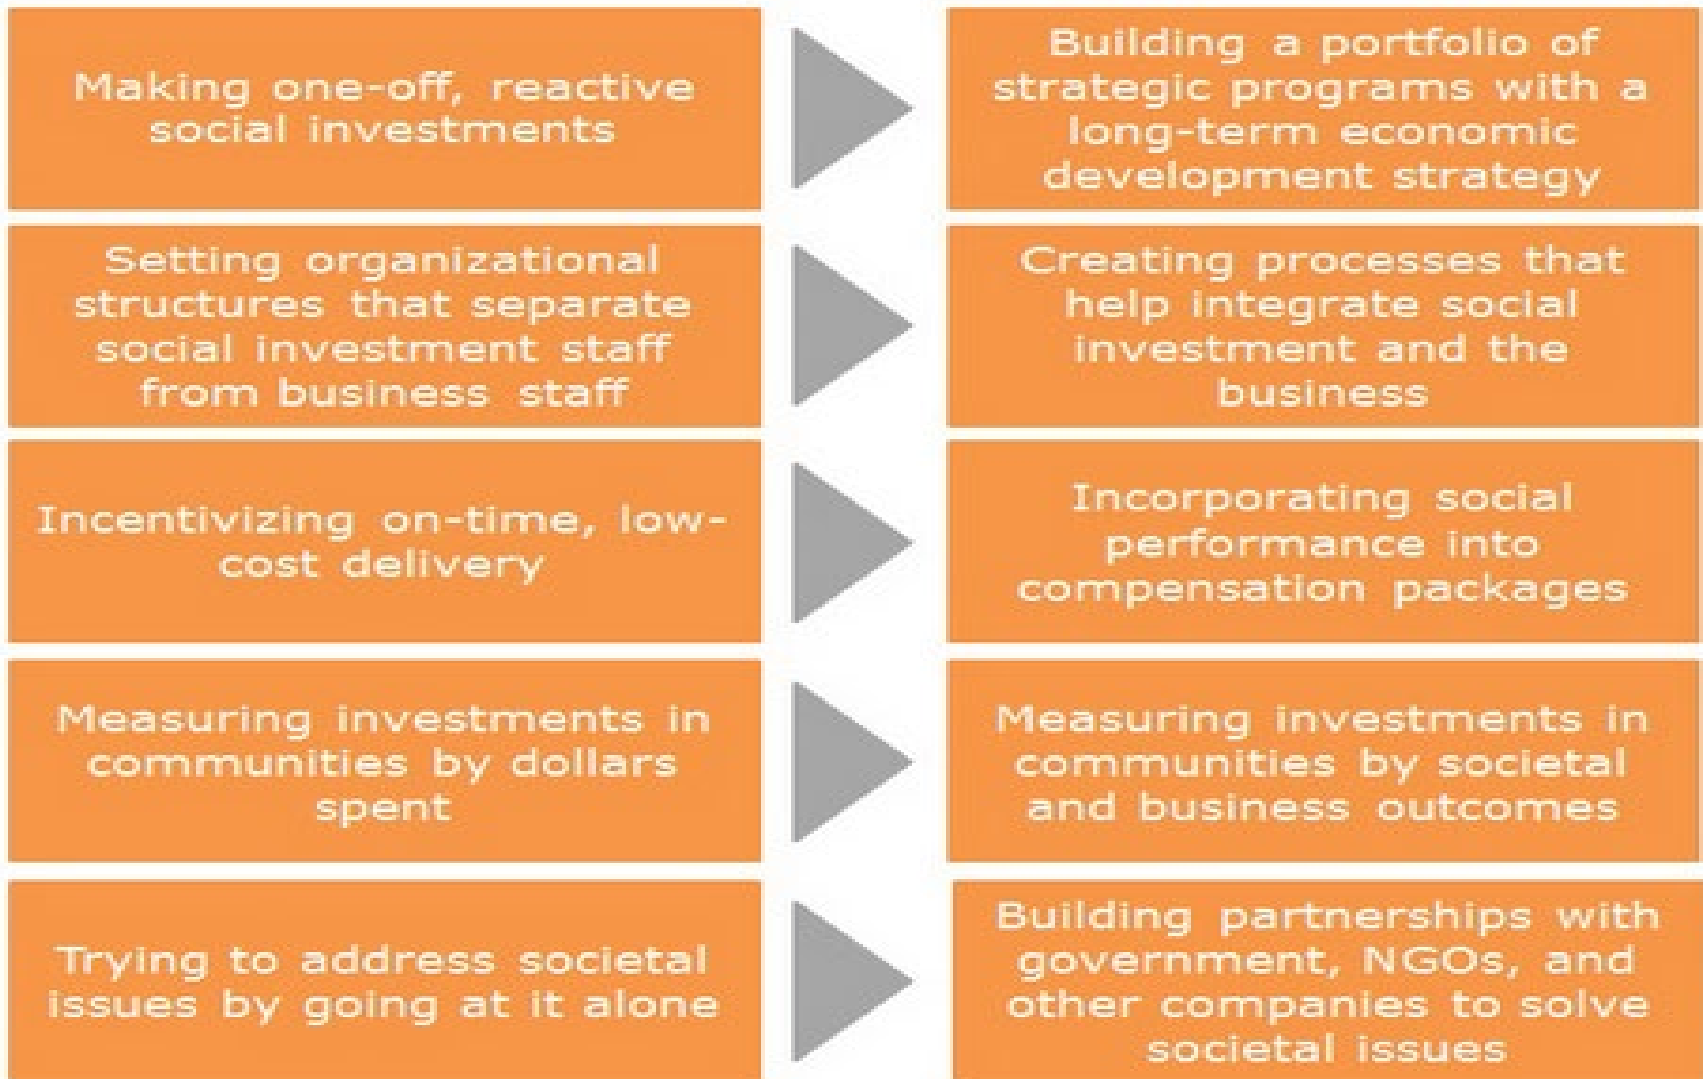 Making one-off, reactive
social investments
Building a portfolio of
strategic programs with a
long-term economic
development strategy
Setting organizational
structures that separate
social investment staff
from business staff
Creating processes that
help integrate social
investment and the
business
Incentivizing on-time, low-
cost delivery
Incorporating social
performance into
compensation packages
Measuring investments in
communities by dollars
spent
Measuring investments in
communities by societal
and business outcomes
Trying to address societal
issues by going at it alone
Building partnerships with
government, NGOs, and
other companies to solve
societal issues